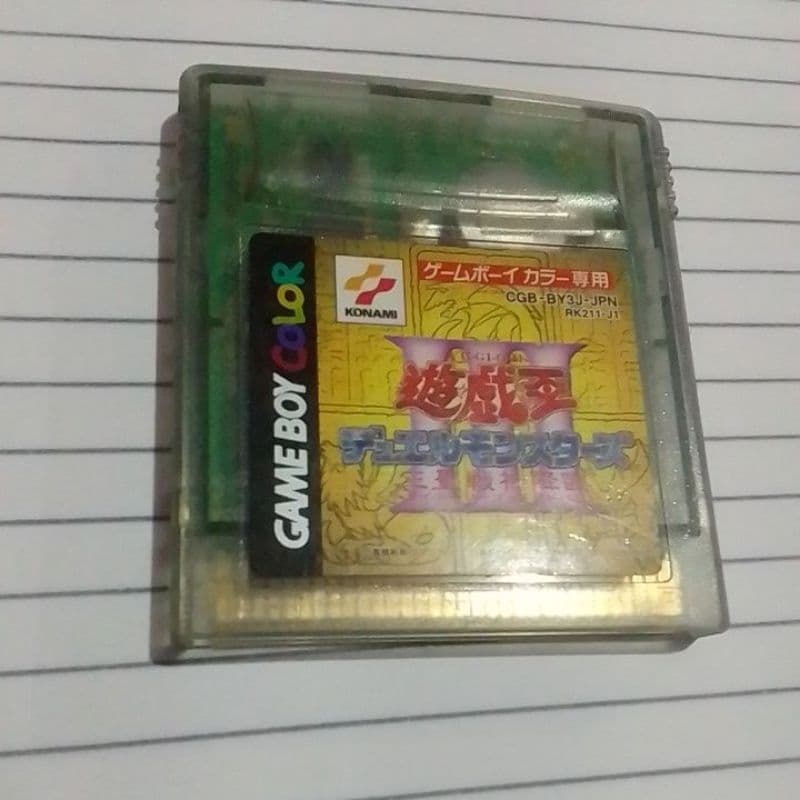 GAME BOY COLOR
KONAMI
ゲームボーイ カラー専用
CGB-BY3J-JPN
RK211-J1
遊戯王
III
デュエルモンスターズ